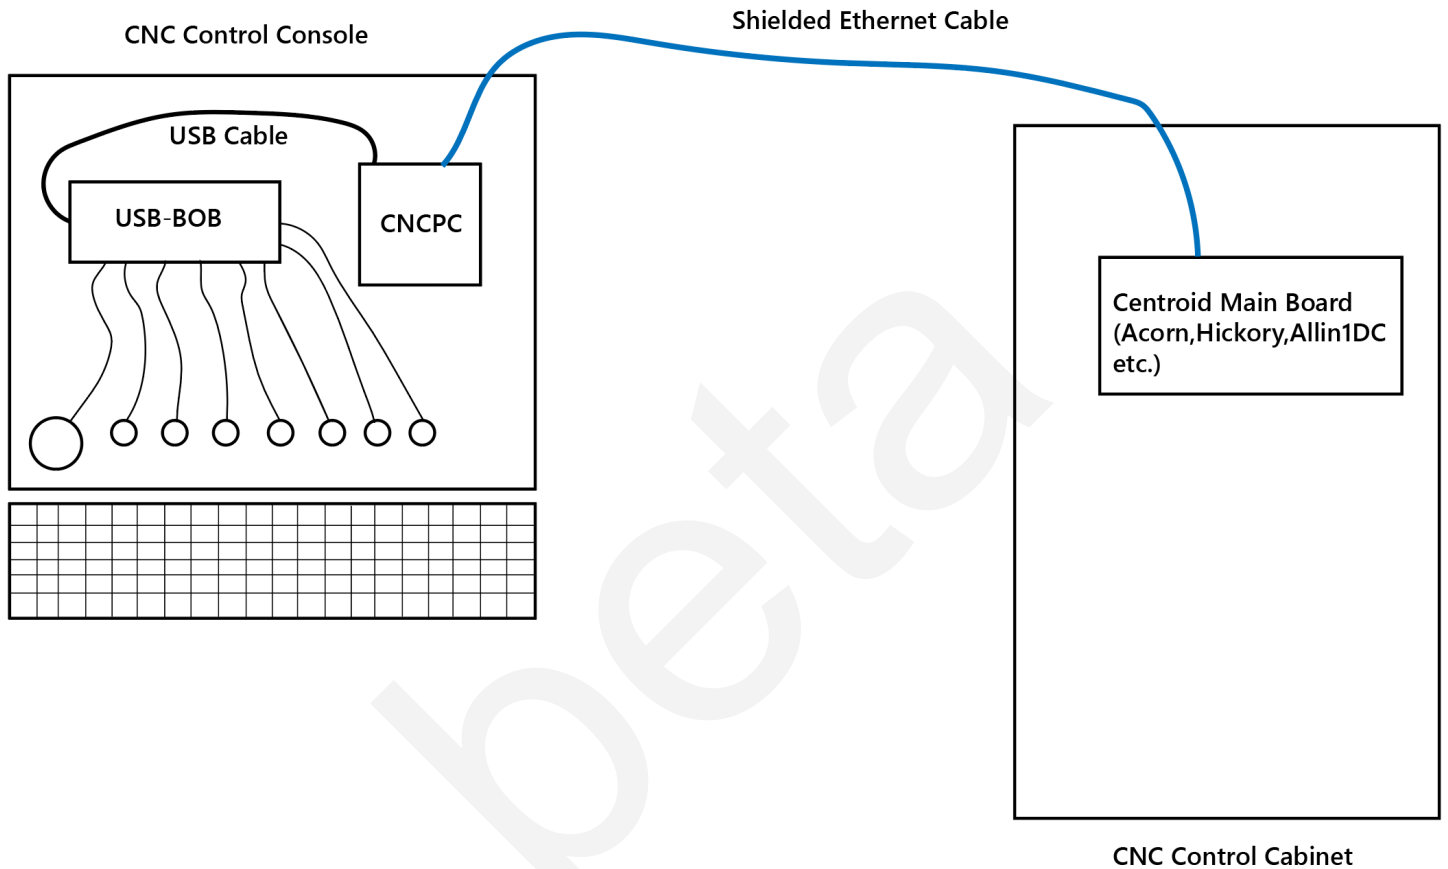 Shielded Ethernet Cable
CNC Control Console
USB Cable
USB-BOB
CNCPC
Centroid Main Board
(Acorn,Hickory,Allin1DC
etc.)
beta
CNC Control Cabinet